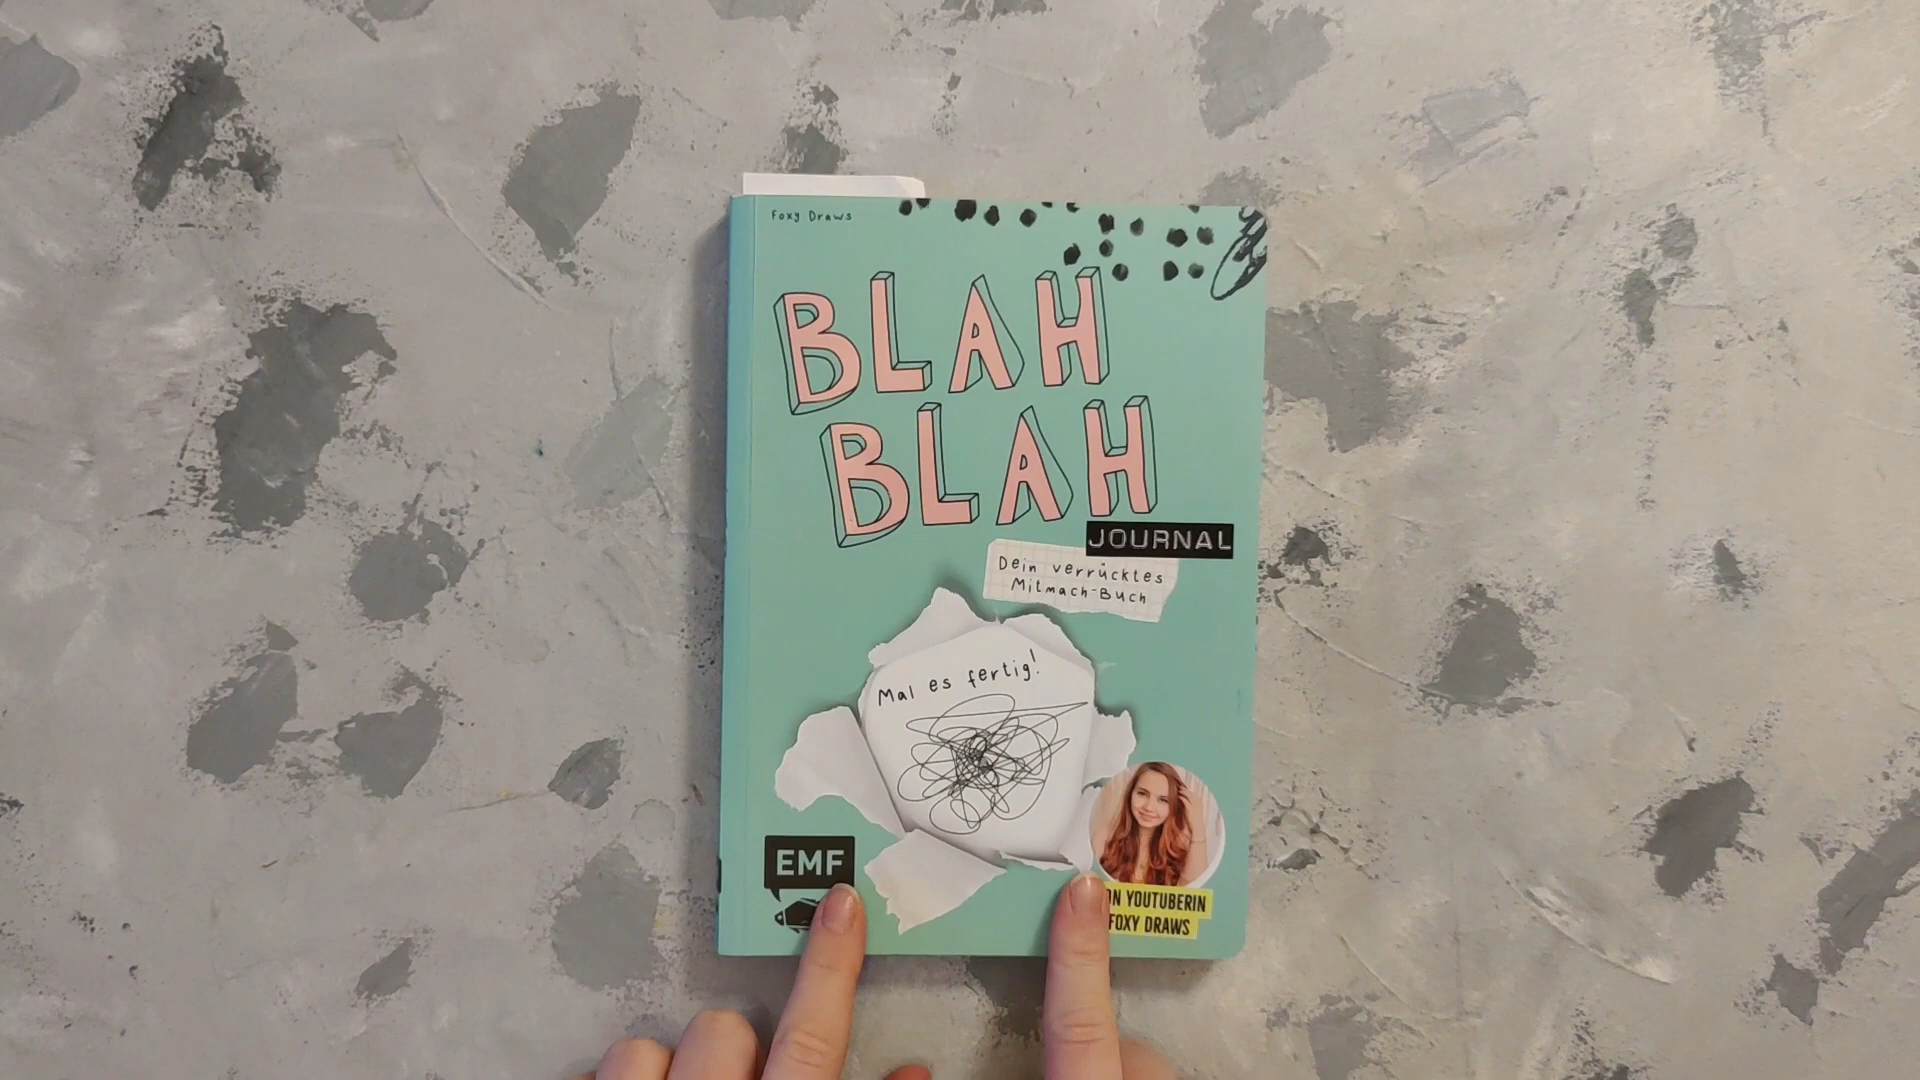 Foxy Draws
BLAH
BLAH
JOURNAL
Dein verrücktes
Mitmach-Buch
Mal es fertig!
EMF
YOUTUBERIN
FOXY DRAWS